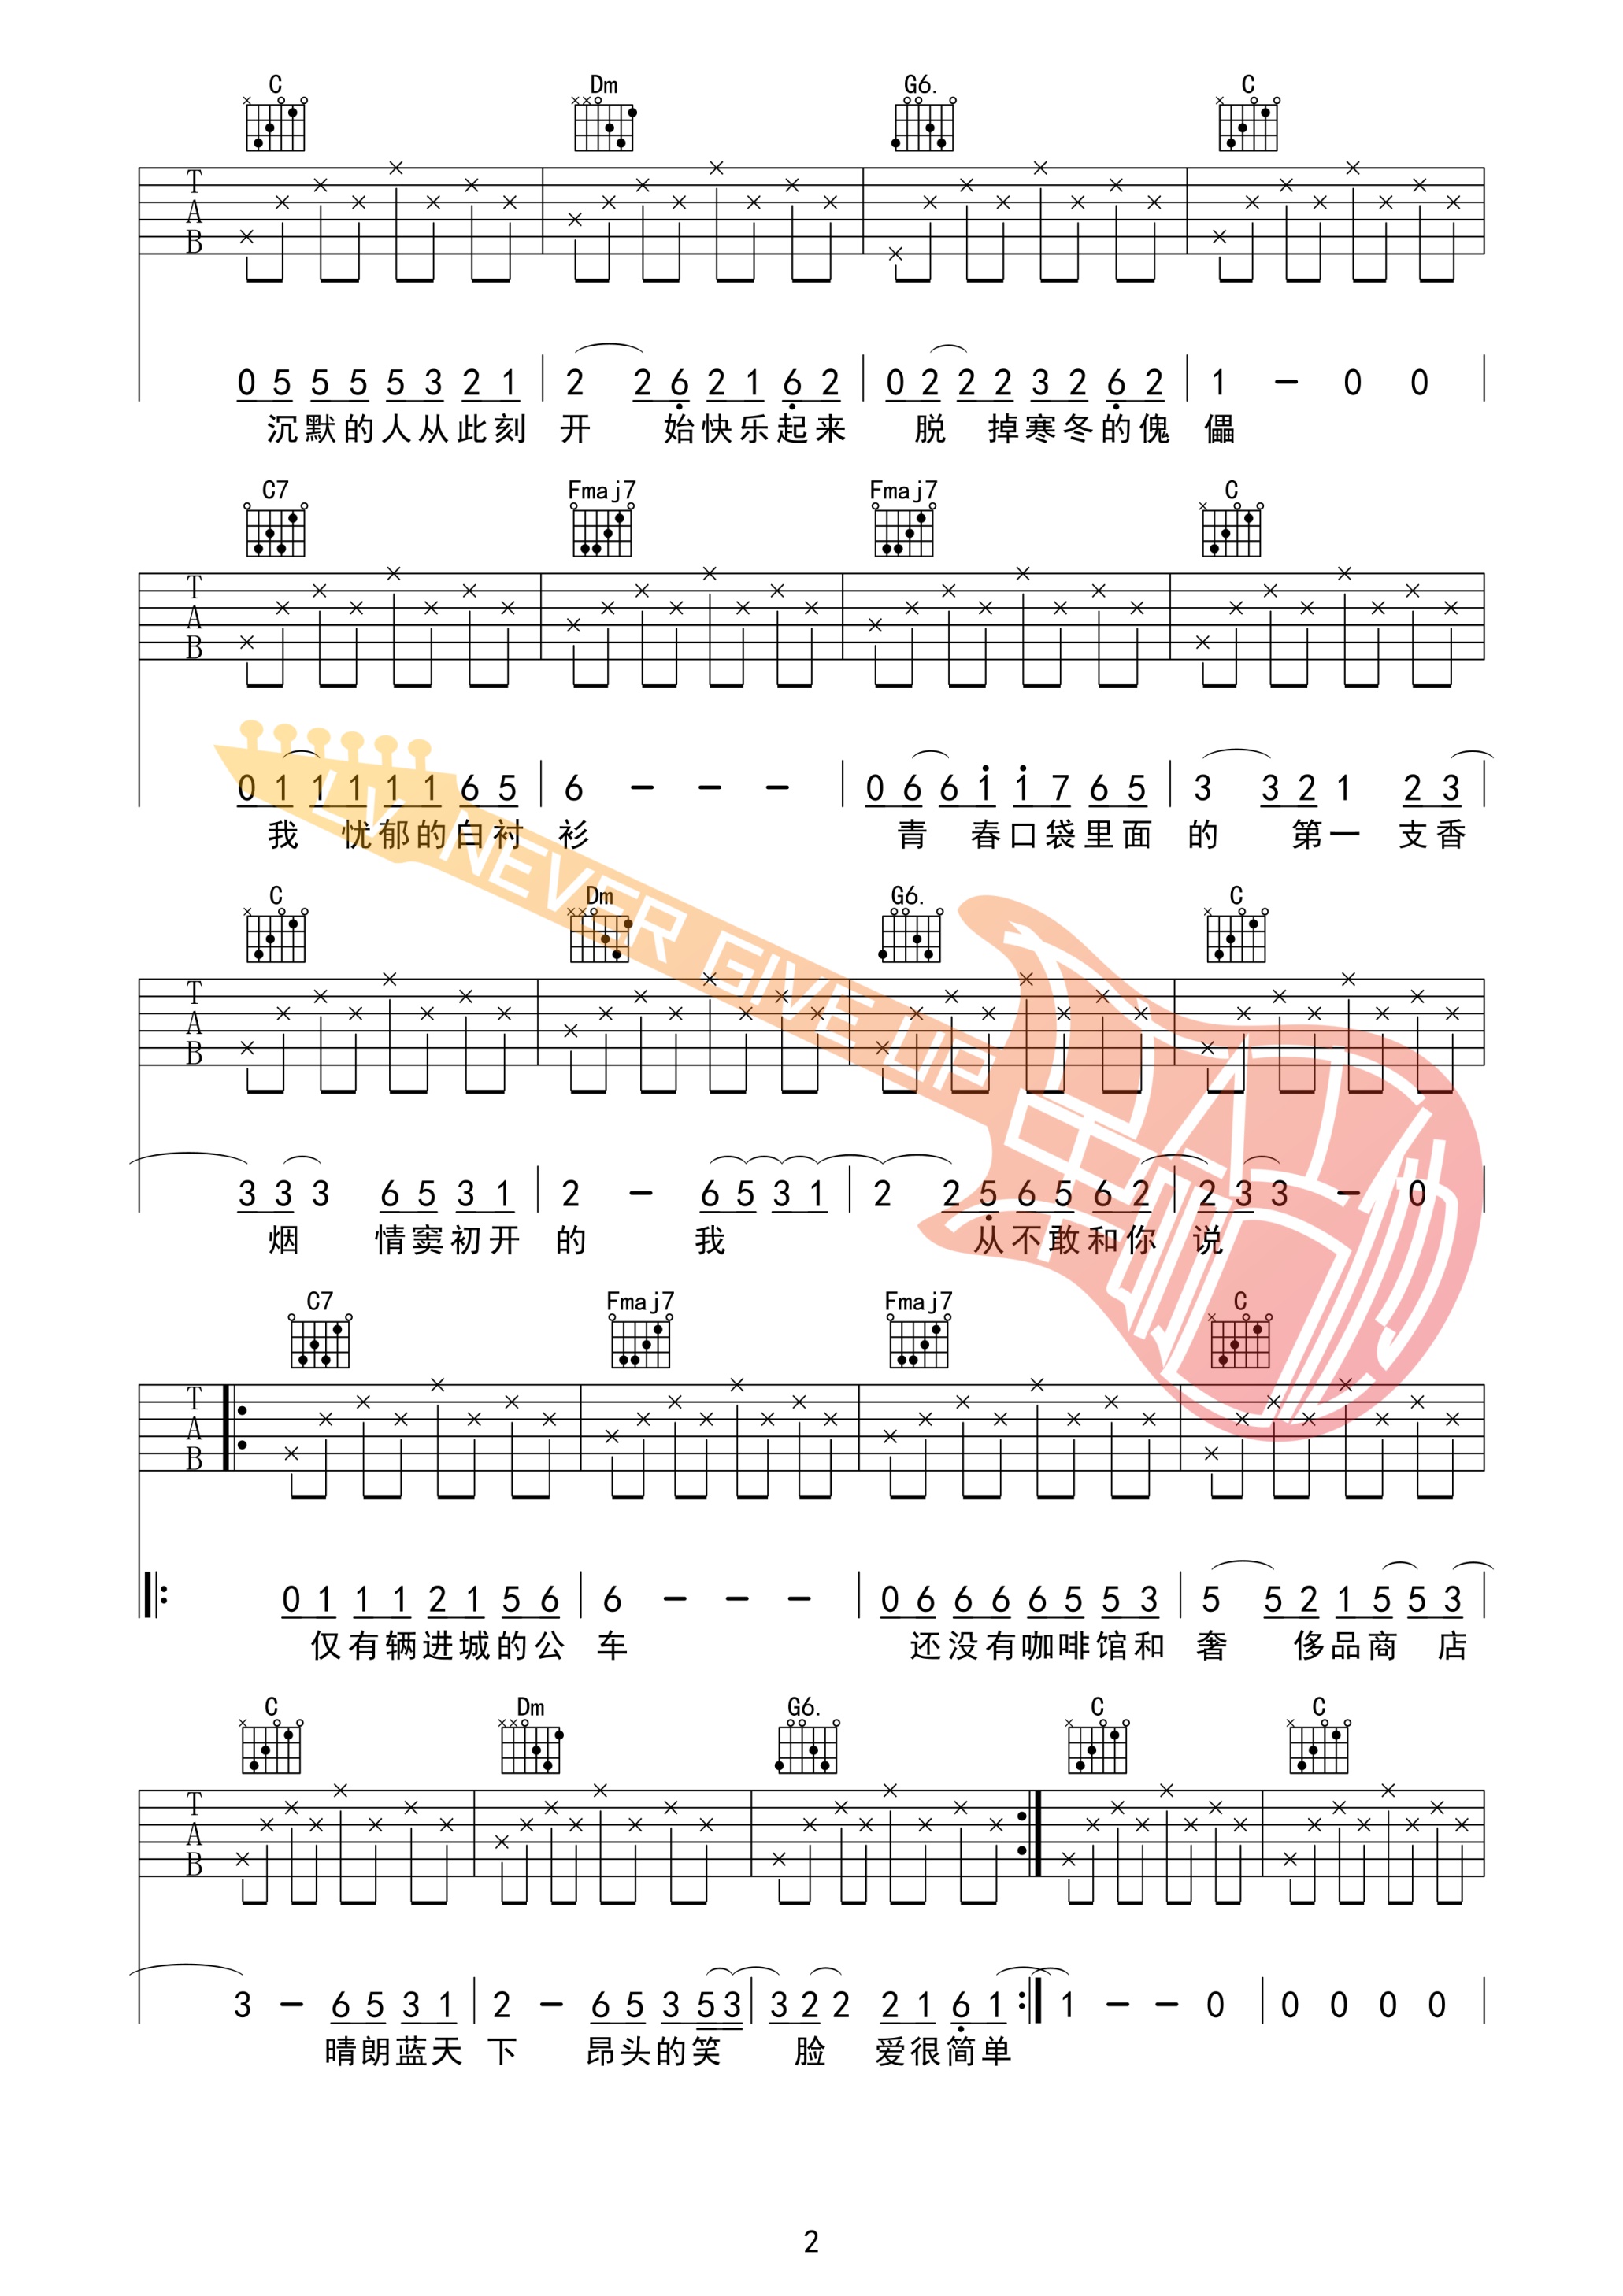 C Dm G6. C
T
A
B
0 5 5 5 5 3 2 1 | 2 2 6 2 1 6 2 | 0 2 2 2 3 2 6 2 | 1 - 0 0 |
沉默的人从此刻 开 始快乐起来 脱 掉寒冬的傀 儡
C7 Fmaj7 Fmaj7 C
T
A
B
0 1 1 1 1 1 6 5 | 6 - - - | 0 6 6 1 1 7 6 5 | 3 3 2 1 2 3 |
我 忧郁的白衬 衫 青 春口袋里面 的 第一 支香
LV NEVER GIVE UP
C Dm G6. C
T
A
B
3 3 3 6 5 3 1 | 2 - 6 5 3 1 | 2 2 5 6 5 6 2 | 2 3 3 - 0 |
烟 情窦初开 的 我 从不敢和你 说
C7 Fmaj7 Fmaj7 C
T
A
B
0 1 1 1 2 1 5 6 | 6 - - - | 0 6 6 6 6 5 5 3 | 5 5 2 1 5 5 3 |
仅有辆进城的公 车 还没有咖啡馆和 奢 侈品商 店
C Dm G6. C C
T
A
B
3 - 6 5 3 1 | 2 - 6 5 3 5 3 | 3 2 2 2 1 6 1 :| 1 - - 0 | 0 0 0 0 |
晴朗蓝天 下 昂头的笑 脸 爱很简单
2